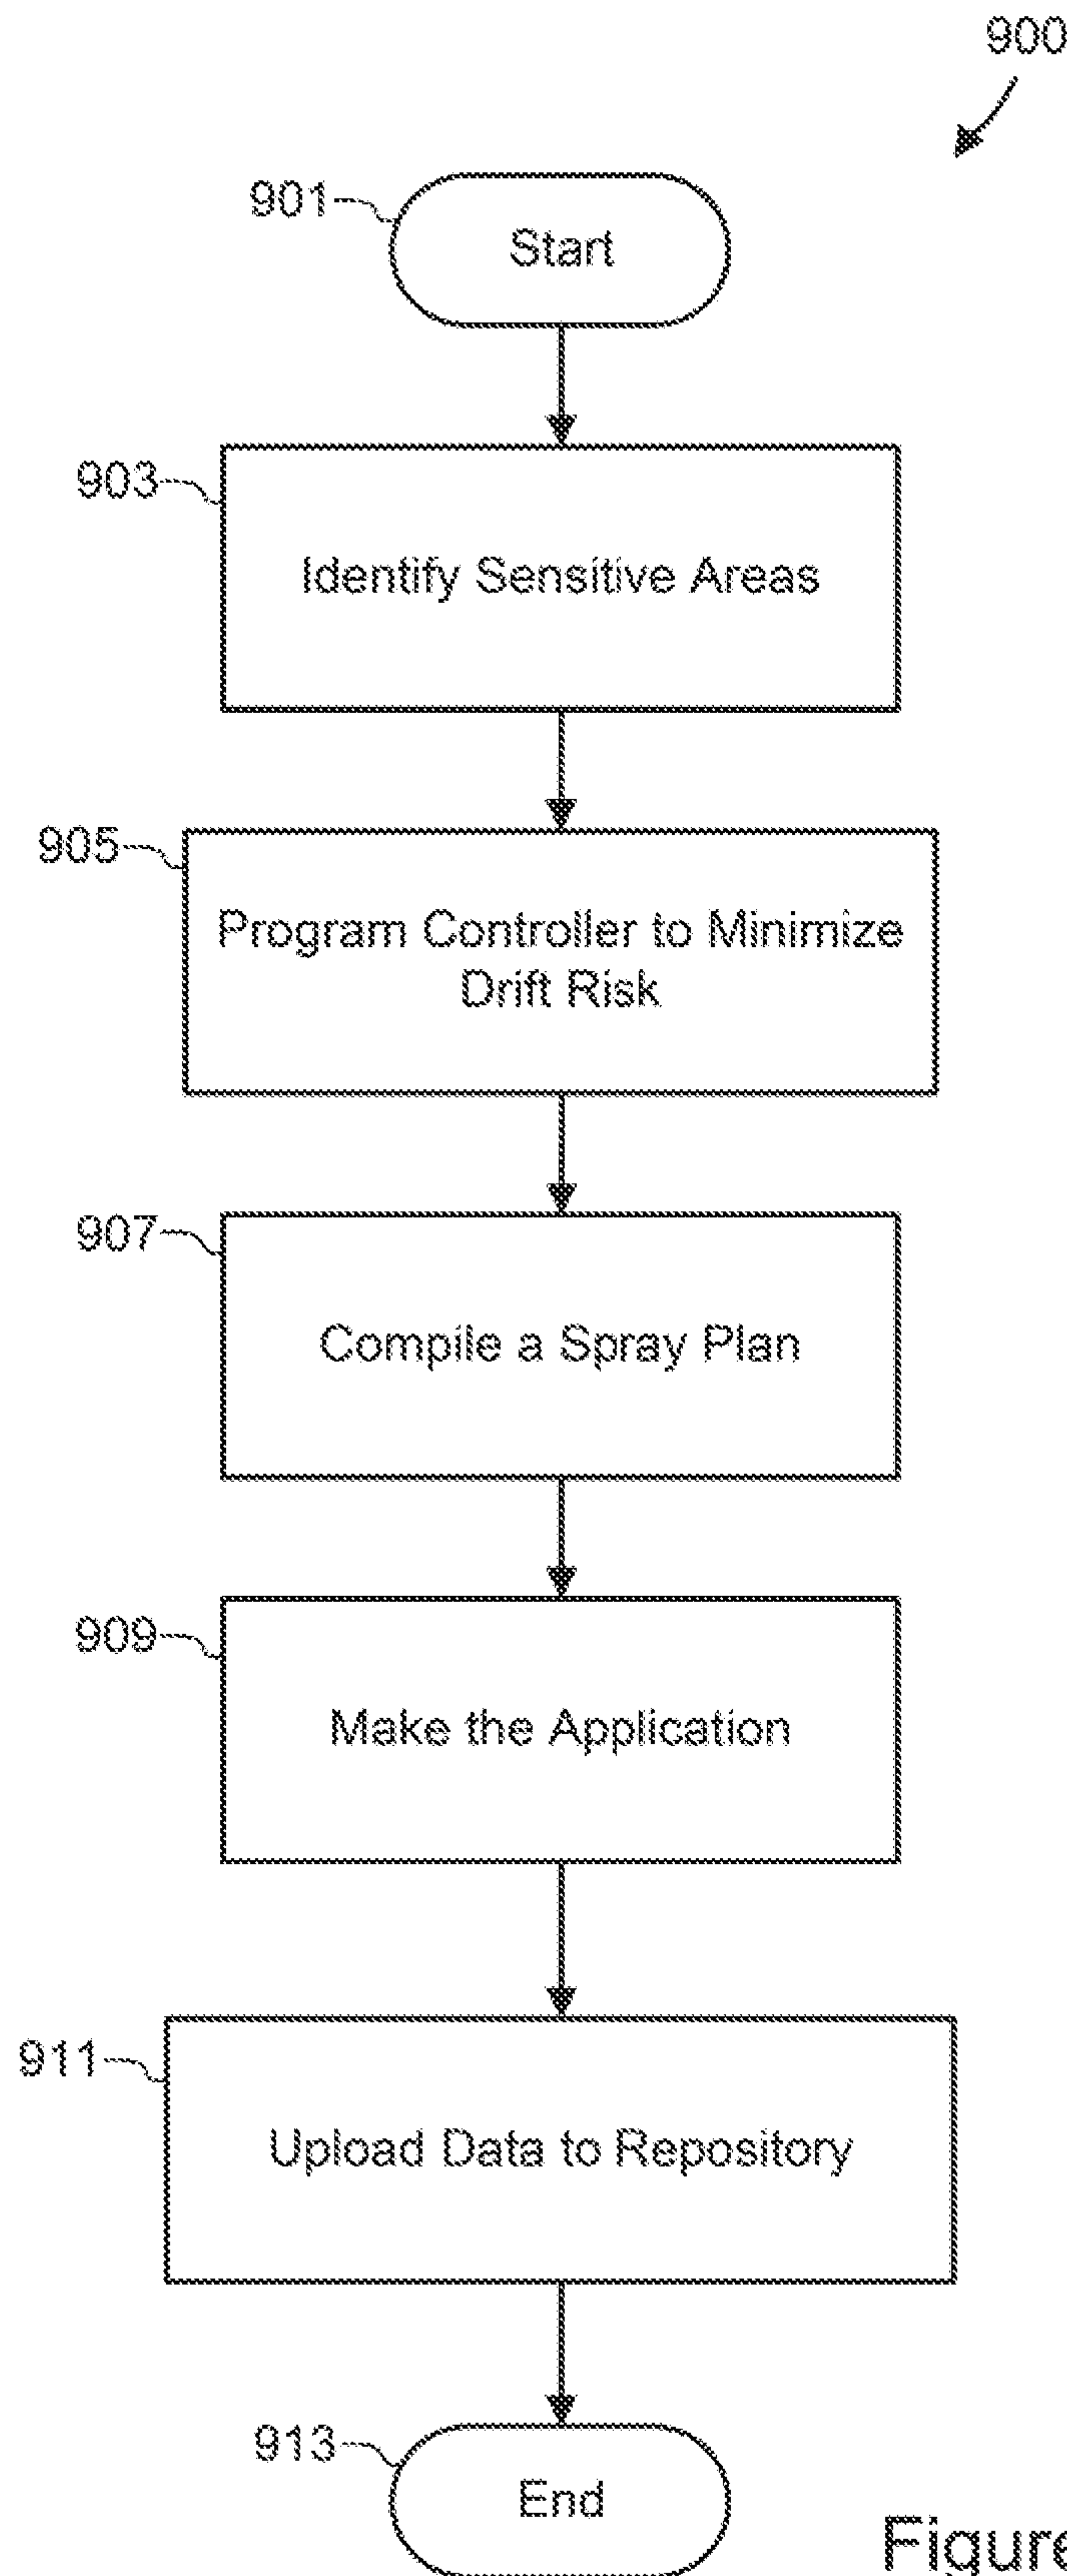 900
901
Start
903
Identify Sensitive Areas
905
Program Controller to Minimize
Drift Risk
907
Compile a Spray Plan
909
Make the Application
911
Upload Data to Repository
913
End
Figure